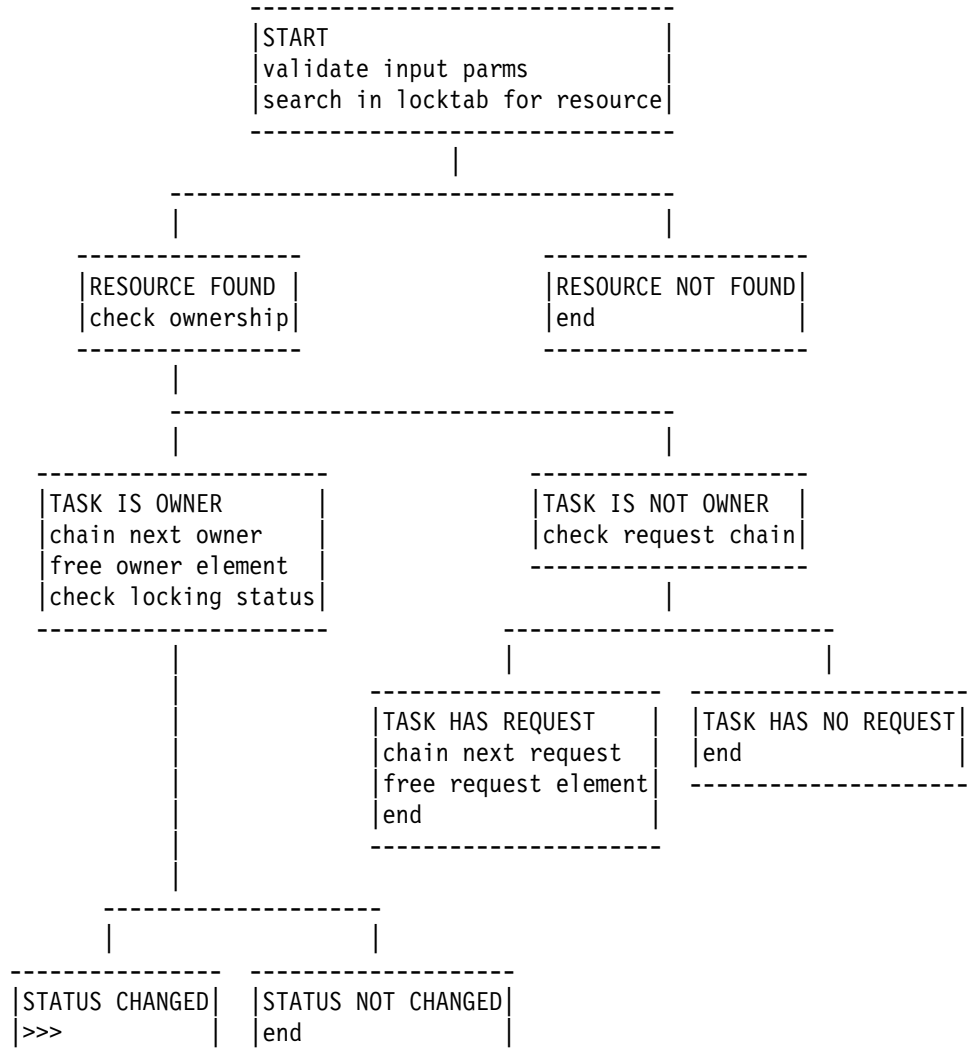 START
validate input parms
search in locktab for resource
RESOURCE FOUND
check ownership
RESOURCE NOT FOUND
end
TASK IS OWNER
chain next owner
free owner element
check locking status
TASK IS NOT OWNER
check request chain
TASK HAS REQUEST
chain next request
free request element
end
TASK HAS NO REQUEST
end
STATUS CHANGED
>>>
STATUS NOT CHANGED
end